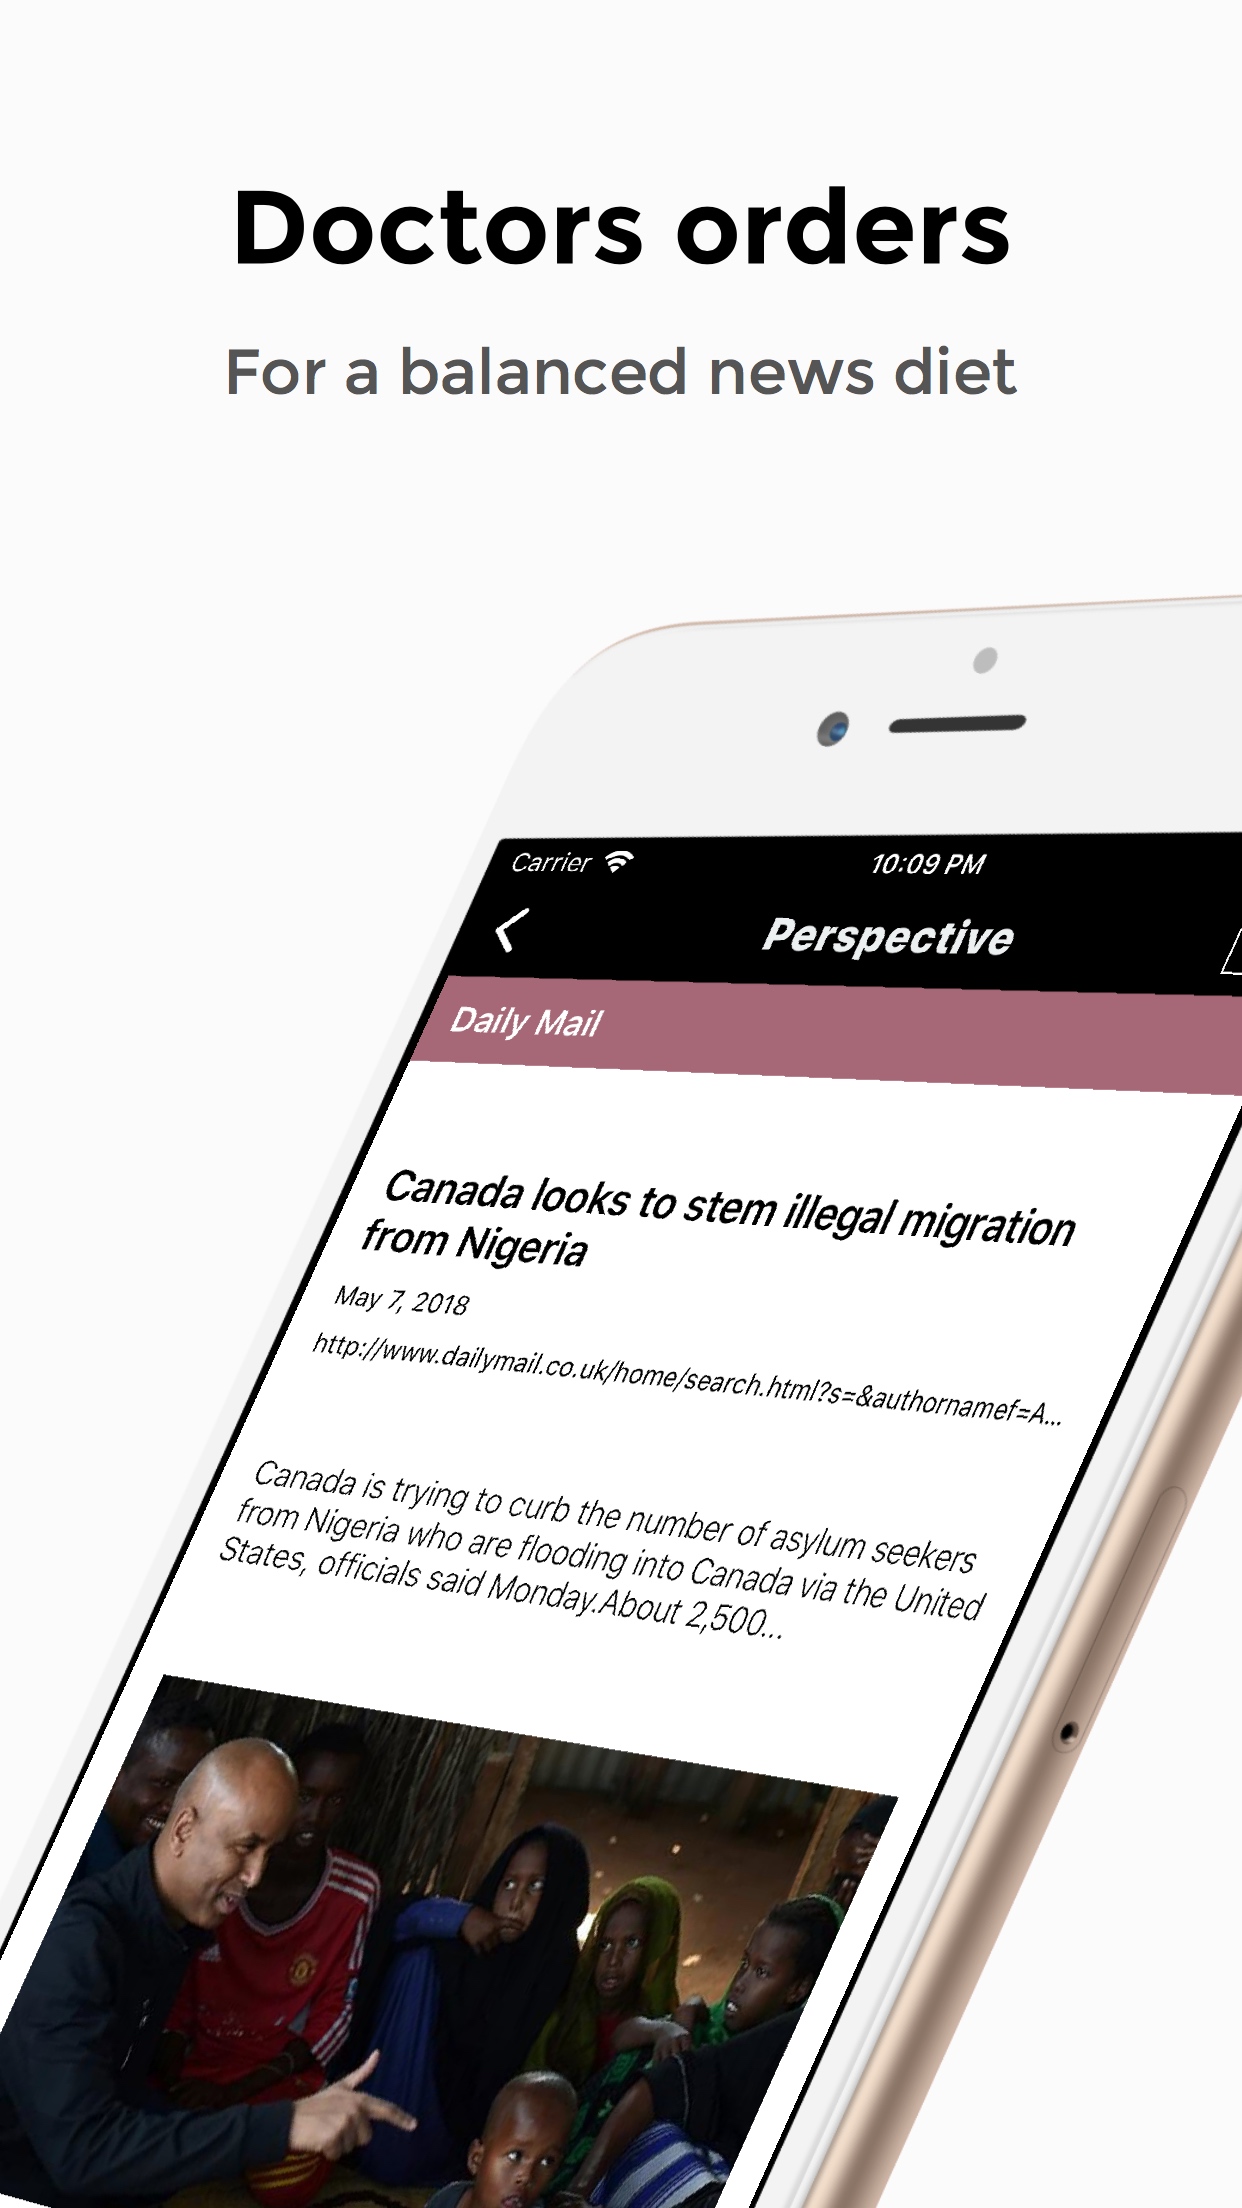 Doctors orders
For a balanced news diet
Carrier
10:09 PM
Perspective
Daily Mail
Canada looks to stem illegal migration
from Nigeria
May 7, 2018
http://www.dailymail.co.uk/home/search.html?s=&authornamef=A...
Canada is trying to curb the number of asylum seekers
from Nigeria who are flooding into Canada via the United
States, officials said Monday.About 2,500...